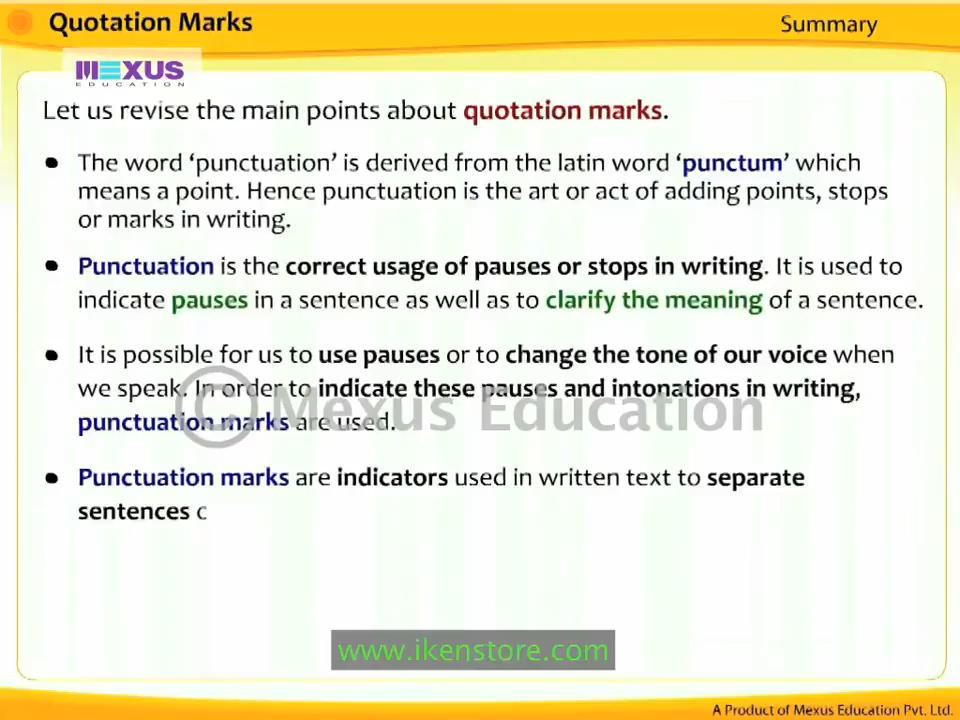 Quotation Marks
Summary
MEXUS
EDUCATION
Let us revise the main points about quotation marks.
• The word ‘punctuation’ is derived from the latin word ‘punctum’ which
means a point. Hence punctuation is the art or act of adding points, stops
or marks in writing.
• Punctuation is the correct usage of pauses or stops in writing. It is used to
indicate pauses in a sentence as well as to clarify the meaning of a sentence.
• It is possible for us to use pauses or to change the tone of our voice when
we speak. In order to indicate these pauses and intonations in writing,
punctuation marks are used.
© Mexus Education
• Punctuation marks are indicators used in written text to separate
sentences c
www.ikenstore.com
A Product of Mexus Education Pvt. Ltd.